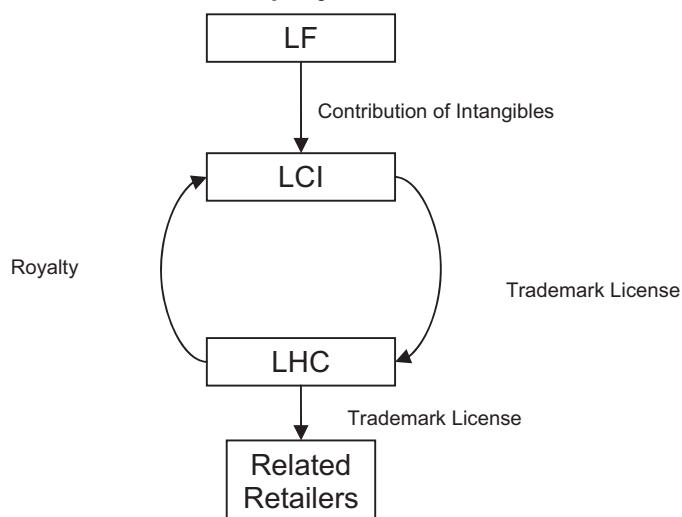 LF
Contribution of Intangibles
LCI
Royalty
Trademark License
LHC
Trademark License
Related
Retailers